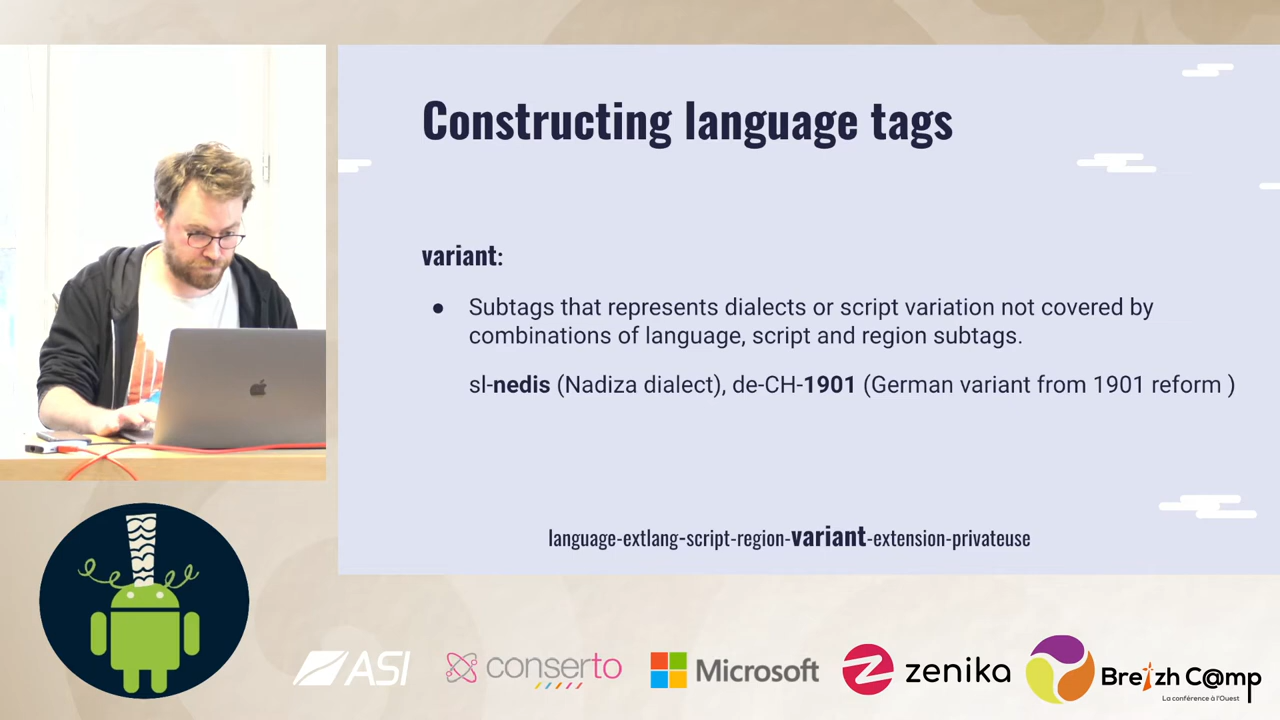 Constructing language tags
variant:
● Subtags that represents dialects or script variation not covered by
combinations of language, script and region subtags.
sl-nedis (Nadiza dialect), de-CH-1901 (German variant from 1901 reform )
language-extlang-script-region-variant-extension-privateuse
ASI
conserto
Microsoft
zenika
Breizh C@mp
La conférence à l'Ouest